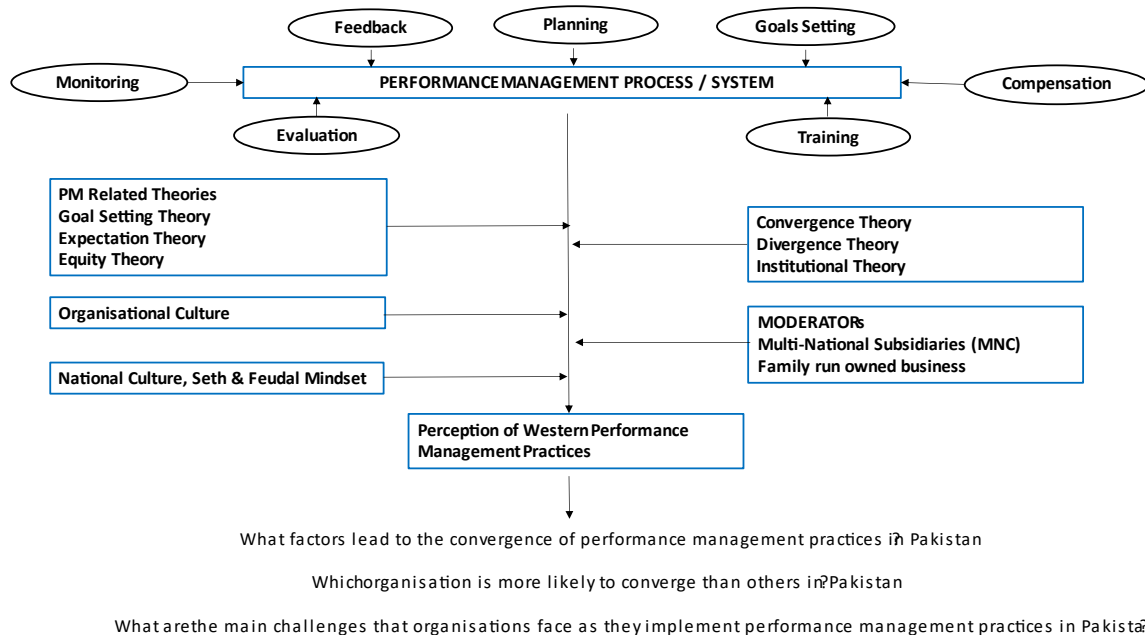 Feedback
Planning
Goals Setting
Monitoring
PERFORMANCE MANAGEMENT PROCESS / SYSTEM
Compensation
Evaluation
Training
PM Related Theories
Goal Setting Theory
Expectation Theory
Equity Theory
Convergence Theory
Divergence Theory
Institutional Theory
Organisational Culture
MODERATORs
Multi-National Subsidiaries (MNC)
Family run owned business
National Culture, Seth & Feudal Mindset
Perception of Western Performance
Management Practices
What factors lead to the convergence of performance management practices in Pakistan?
Which organisation is more likely to converge than others in Pakistan?
What are the main challenges that organisations face as they implement performance management practices in Pakistan?